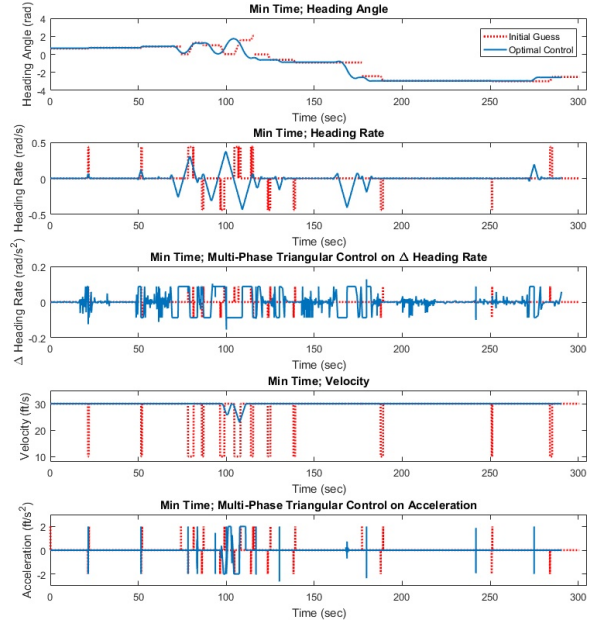 Min Time; Heading Angle
Heading Angle (rad)
4
2
0
-2
-4
Initial Guess
Optimal Control
0 50 100 150 200 250 300
Time (sec)
Min Time; Heading Rate
Heading Rate (rad/s)
0.5
0
-0.5
0 50 100 150 200 250 300
Time (sec)
Min Time; Multi-Phase Triangular Control on Δ Heading Rate
Δ Heading Rate (rad/s²)
0.2
0
-0.2
0 50 100 150 200 250 300
Time (sec)
Min Time; Velocity
Velocity (ft/s)
30
20
10
0 50 100 150 200 250 300
Time (sec)
Min Time; Multi-Phase Triangular Control on Acceleration
Acceleration (ft/s²)
2
0
-2
0 50 100 150 200 250 300
Time (sec)